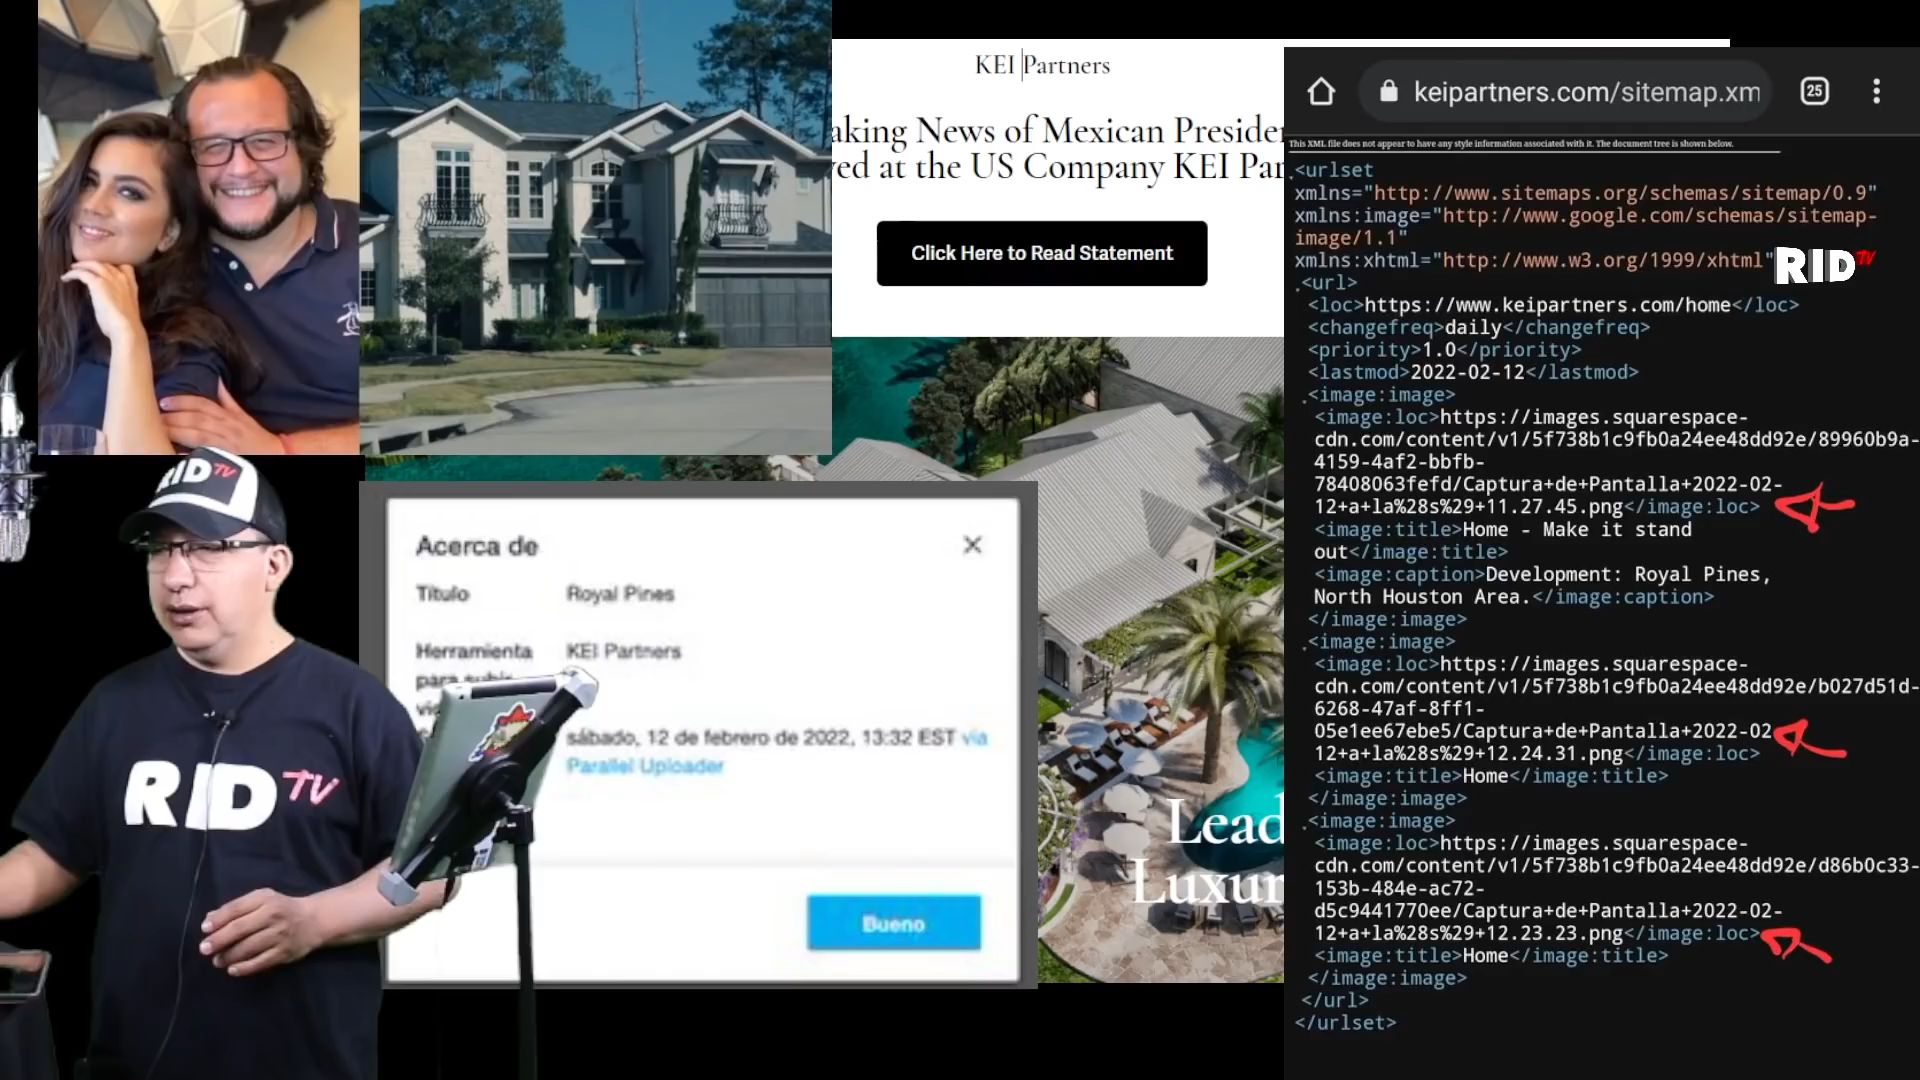 KEI Partners
aking News of Mexican Presiden
ved at the US Company KEI Par
Click Here to Read Statement
Lead
Luxur
RID TV
RID TV
Acerca de
Título Royal Pines
Herramienta KEI Partners
para subir
sábado, 12 de febrero de 2022, 13:32 EST via
Parallel Uploader
Bueno
keipartners.com/sitemap.xm
25
This XML file does not appear to have any style information associated with it. The document tree is shown below.
<urlset
xmlns="http://www.sitemaps.org/schemas/sitemap/0.9"
xmlns:image="http://www.google.com/schemas/sitemap-
image/1.1"
xmlns:xhtml="http://www.w3.org/1999/xhtml"
RID TV
<url>
<loc>https://www.keipartners.com/home</loc>
<changefreq>daily</changefreq>
<priority>1.0</priority>
<lastmod>2022-02-12</lastmod>
<image:image>
<image:loc>https://images.squarespace-
cdn.com/content/v1/5f738b1c9fb0a24ee48dd92e/89960b9a-
4159-4af2-bbfb-
78408063fefd/Captura+de+Pantalla+2022-02-
12+a+la%28s%29+11.27.45.png</image:loc>
<image:title>Home - Make it stand
out</image:title>
<image:caption>Development: Royal Pines,
North Houston Area.</image:caption>
</image:image>
<image:image>
<image:loc>https://images.squarespace-
cdn.com/content/v1/5f738b1c9fb0a24ee48dd92e/b027d51d-
6268-47af-8ff1-
05e1ee67ebe5/Captura+de+Pantalla+2022-02
12+a+la%28s%29+12.24.31.png</image:loc>
<image:title>Home</image:title>
</image:image>
<image:image>
<image:loc>https://images.squarespace-
cdn.com/content/v1/5f738b1c9fb0a24ee48dd92e/d86b0c33-
153b-484e-ac72-
d5c9441770ee/Captura+de+Pantalla+2022-02-
12+a+la%28s%29+12.23.23.png</image:loc>
<image:title>Home</image:title>
</image:image>
</url>
</urlset>